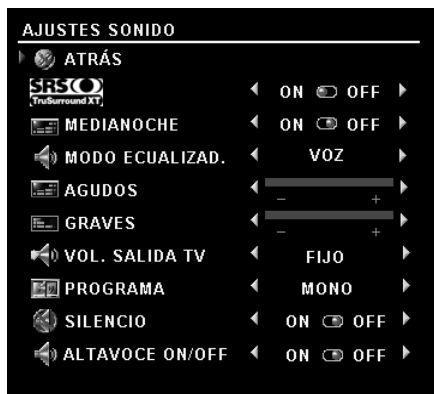 AJUSTES SONIDO
ATRÁS
SRS TruSurround XT ON OFF
MEDIANOCHE ON OFF
MODO ECUALIZAD. VOZ
AGUDOS - +
GRAVES - +
VOL. SALIDA TV FIJO
PROGRAMA MONO
SILENCIO ON OFF
ALTAVOCE ON/OFF ON OFF